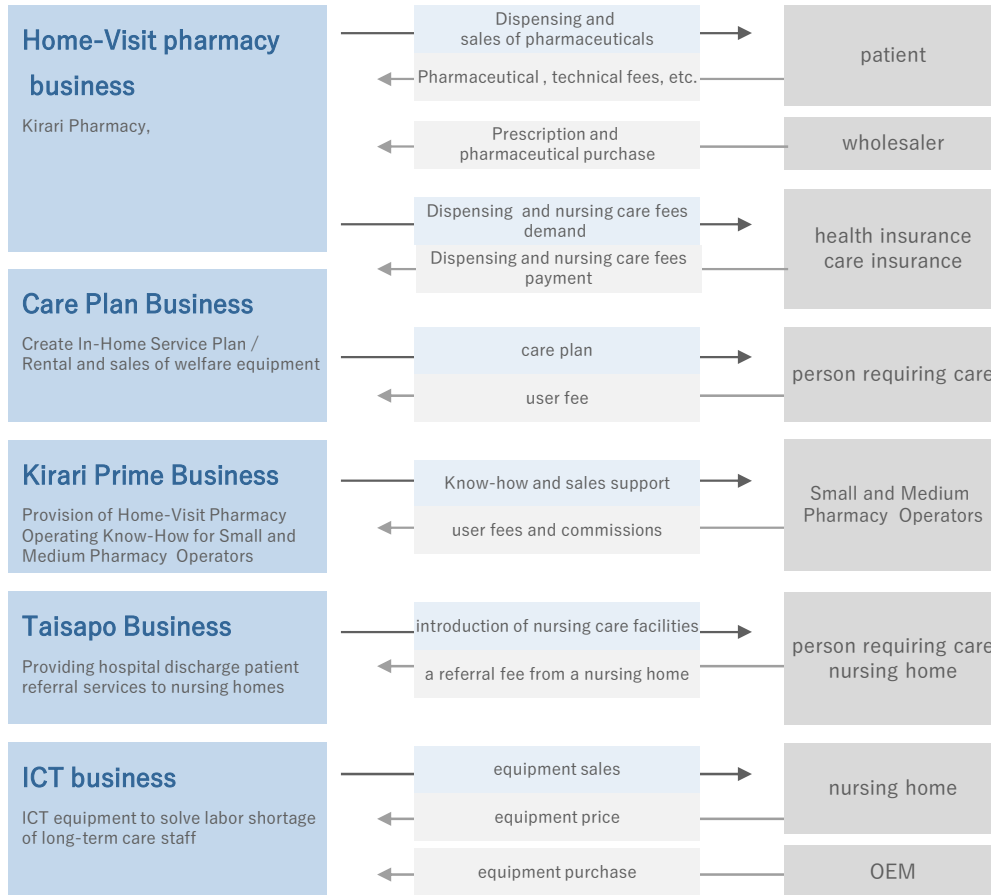 Home-Visit pharmacy
business
Kirari Pharmacy,
Dispensing and
sales of pharmaceuticals
Pharmaceutical , technical fees, etc.
patient
Prescription and
pharmaceutical purchase
wholesaler
Dispensing and nursing care fees
demand
Dispensing and nursing care fees
payment
health insurance
care insurance
Care Plan Business
Create In-Home Service Plan /
Rental and sales of welfare equipment
care plan
user fee
person requiring care
Kirari Prime Business
Provision of Home-Visit Pharmacy
Operating Know-How for Small and
Medium Pharmacy Operators
Know-how and sales support
user fees and commissions
Small and Medium
Pharmacy Operators
Taisapo Business
Providing hospital discharge patient
referral services to nursing homes
introduction of nursing care facilities
a referral fee from a nursing home
person requiring care
nursing home
ICT business
ICT equipment to solve labor shortage
of long-term care staff
equipment sales
equipment price
nursing home
equipment purchase
OEM